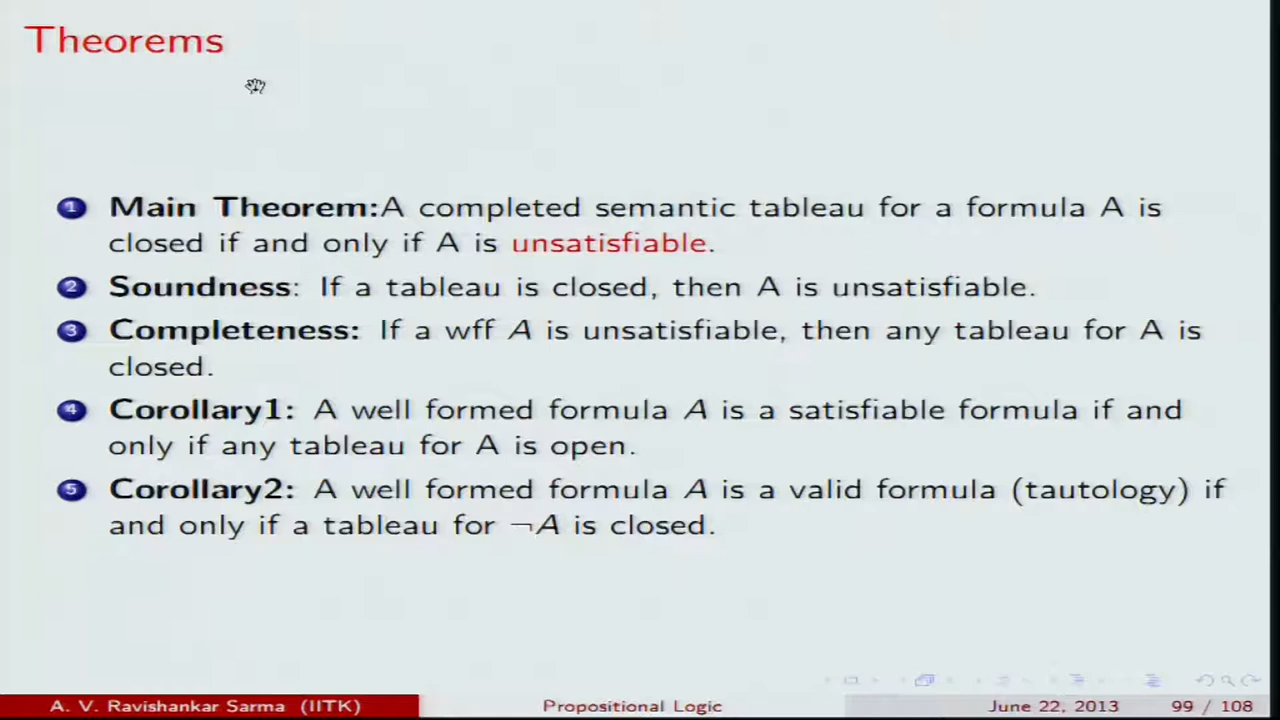 Theorems
1 Main Theorem:A completed semantic tableau for a formula A is
closed if and only if A is unsatisfiable.
2 Soundness: If a tableau is closed, then A is unsatisfiable.
3 Completeness: If a wff A is unsatisfiable, then any tableau for A is
closed.
4 Corollary1: A well formed formula A is a satisfiable formula if and
only if any tableau for A is open.
5 Corollary2: A well formed formula A is a valid formula (tautology) if
and only if a tableau for ¬A is closed.
A. V. Ravishankar Sarma (IITK) Propositional Logic June 22, 2013 99 / 108